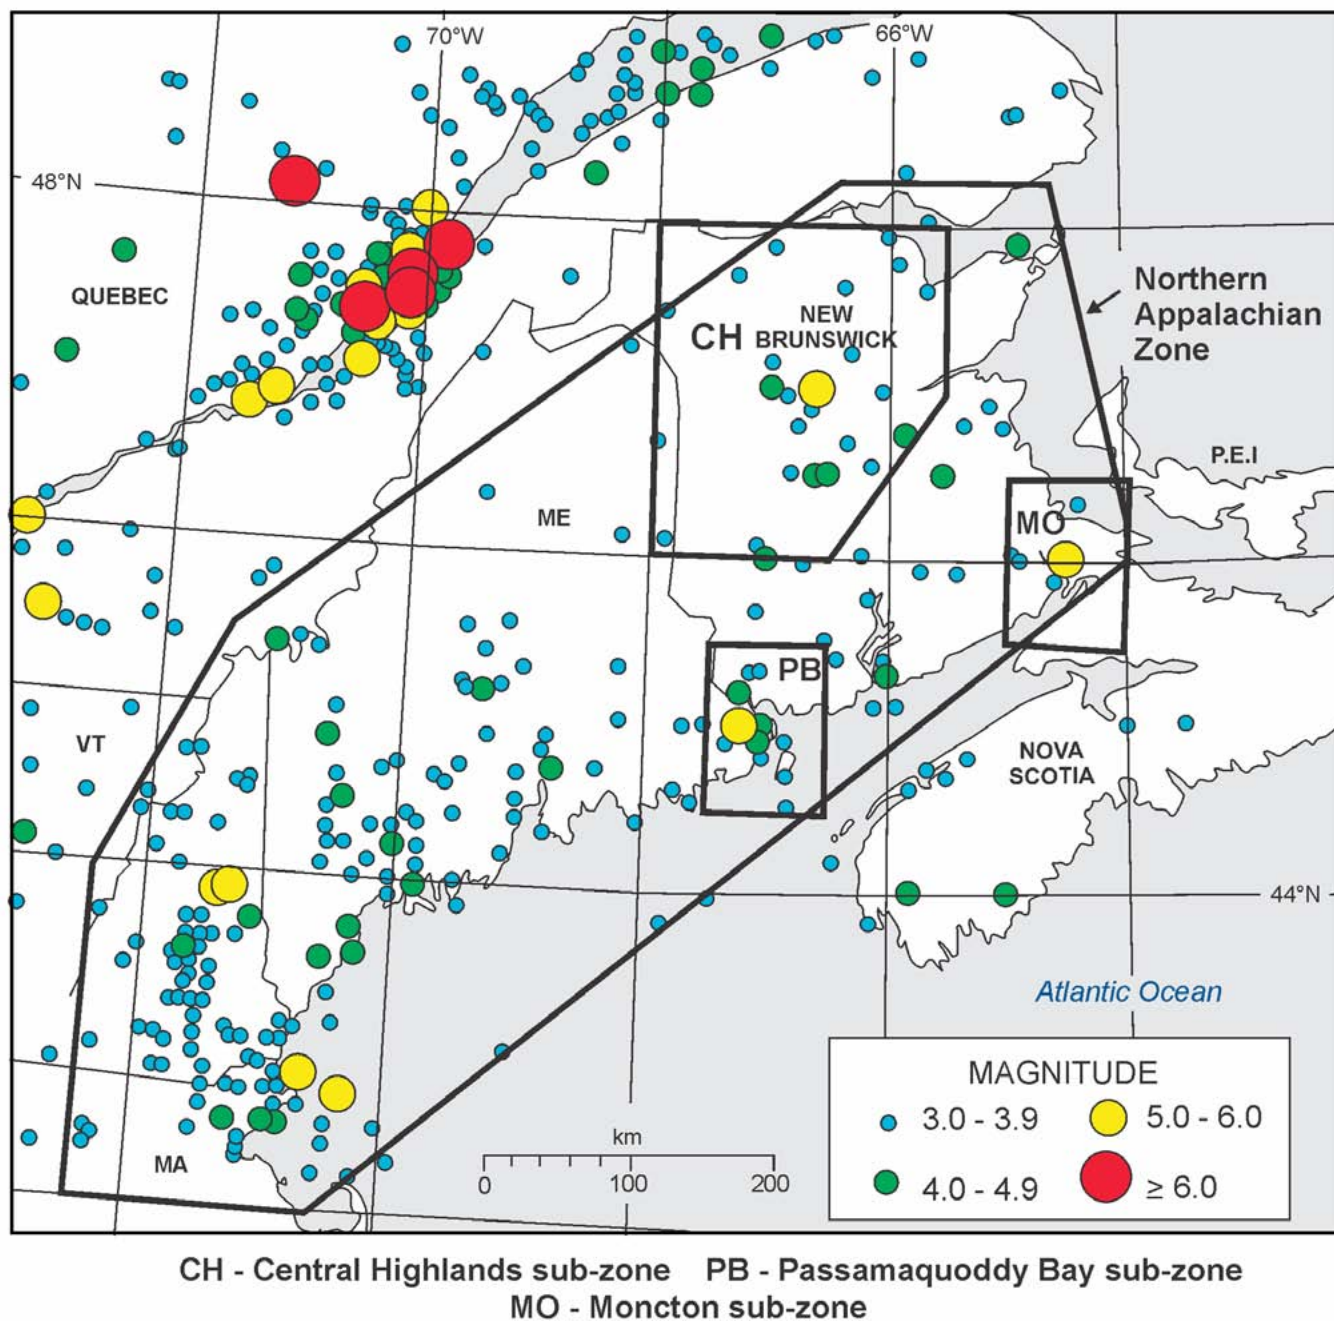 70°W
66°W
48°N
QUEBEC
Northern
Appalachian
Zone
NEW
BRUNSWICK
CH
P.E.I
ME
MO
PB
VT
NOVA
SCOTIA
44°N
Atlantic Ocean
MAGNITUDE
3.0 - 3.9
5.0 - 6.0
4.0 - 4.9
≥ 6.0
km
0 100 200
MA
CH - Central Highlands sub-zone PB - Passamaquoddy Bay sub-zone
MO - Moncton sub-zone